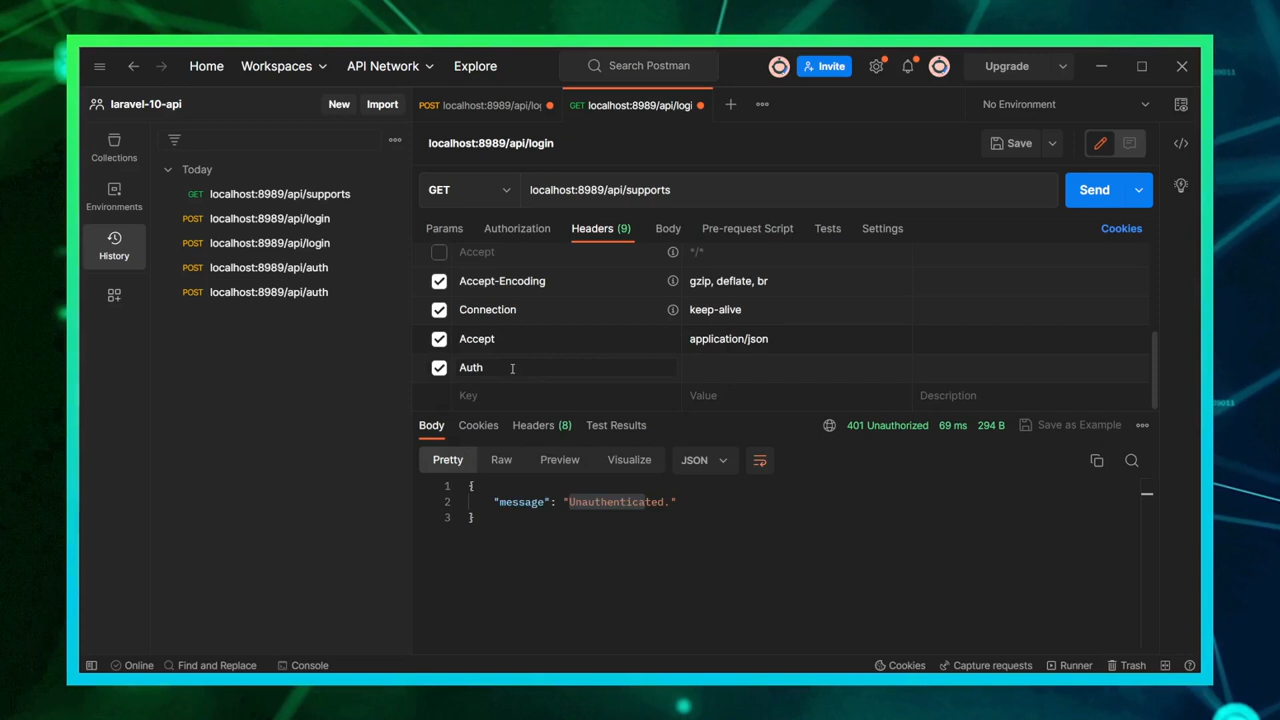 Home Workspaces API Network Explore Search Postman Invite Upgrade
laravel-10-api New Import POST localhost:8989/api/lo GET localhost:8989/api/logi No Environment
Collections
Environments
History
Today
GET localhost:8989/api/supports
POST localhost:8989/api/login
POST localhost:8989/api/login
POST localhost:8989/api/auth
POST localhost:8989/api/auth
localhost:8989/api/login Save
GET localhost:8989/api/supports Send
Params Authorization Headers (9) Body Pre-request Script Tests Settings Cookies
Accept */*
Accept-Encoding gzip, deflate, br
Connection keep-alive
Accept application/json
Auth
Key Value Description
Body Cookies Headers (8) Test Results 401 Unauthorized 69 ms 294 B Save as Example
Pretty Raw Preview Visualize JSON
1 {
2 "message": "Unauthenticated."
3 }
Online Find and Replace Console Cookies Capture requests Runner Trash